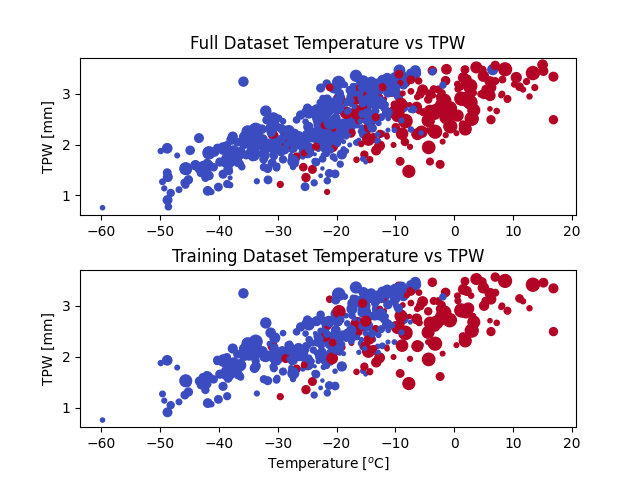 Full Dataset Temperature vs TPW
TPW [mm]
3
2
1
−60 −50 −40 −30 −20 −10 0 10 20
Training Dataset Temperature vs TPW
TPW [mm]
3
2
1
−60 −50 −40 −30 −20 −10 0 10 20
Temperature [°C]